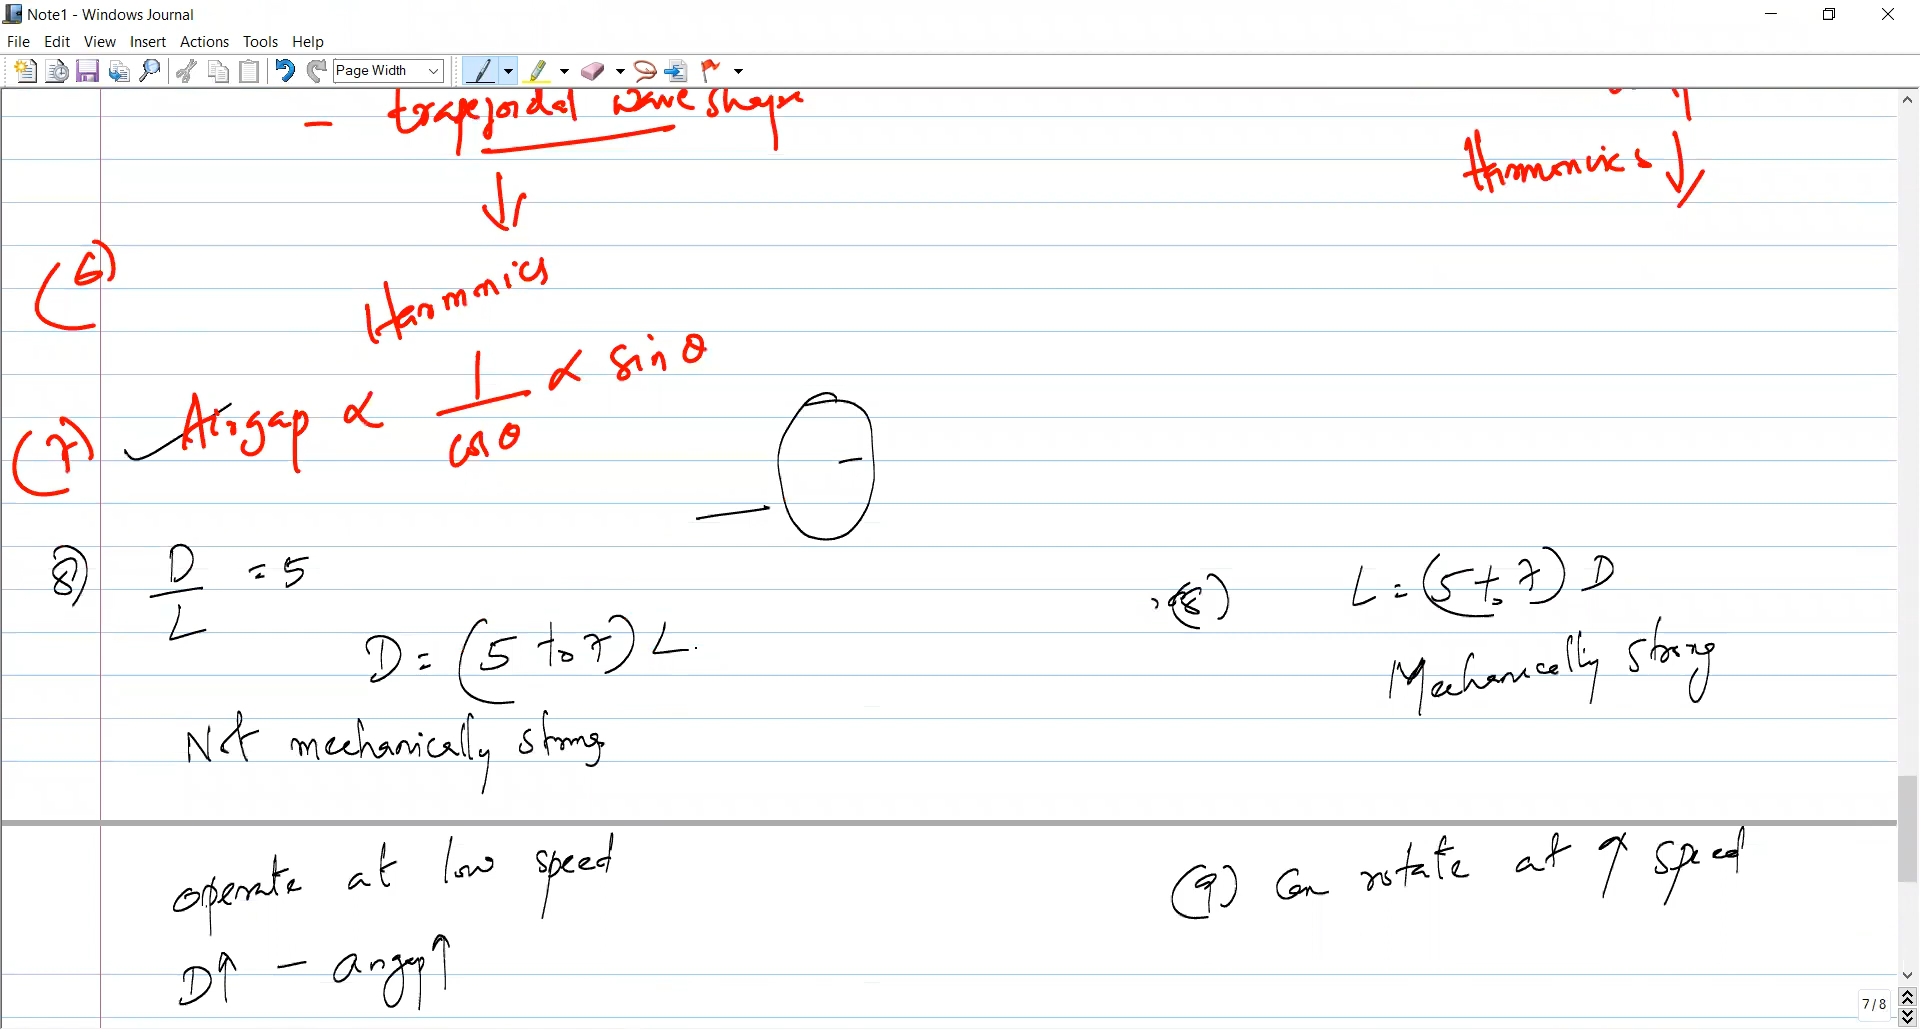 Note1 - Windows Journal
File Edit View Insert Actions Tools Help
Page Width
- trapezoidal wave shape
Harmonics ↓
↓
(6)
Harmonics
(7) ✓ Airgap ∝ 1/cos θ ∝ sin θ
8) D/L = 5
D = (5 to 7) L.
Not mechanically strong
(8) L = (5 to 7) D
Mechanically strong
operate at low speed
D↑ - airgap↑
(9) Can rotate at ↑ speed
7 / 8